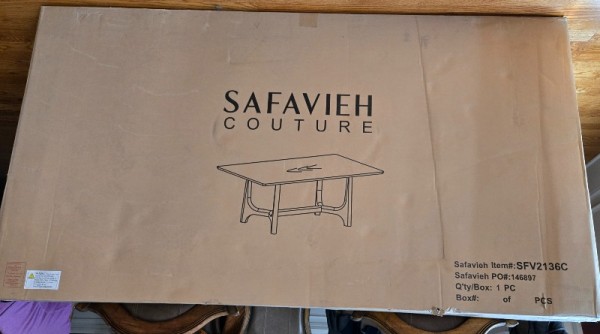 SAFAVIEH
COUTURE
Safavieh Item#:SFV2136C
Safavieh PO#:146697
Q'ty/Box: 1 PC
Box#: of PCS